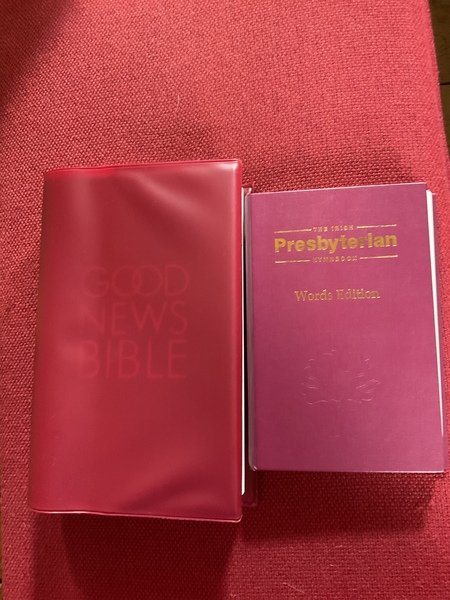 GOOD
NEWS
BIBLE
THE IRISH
Presbyterian
HYMNBOOK
Words Edition